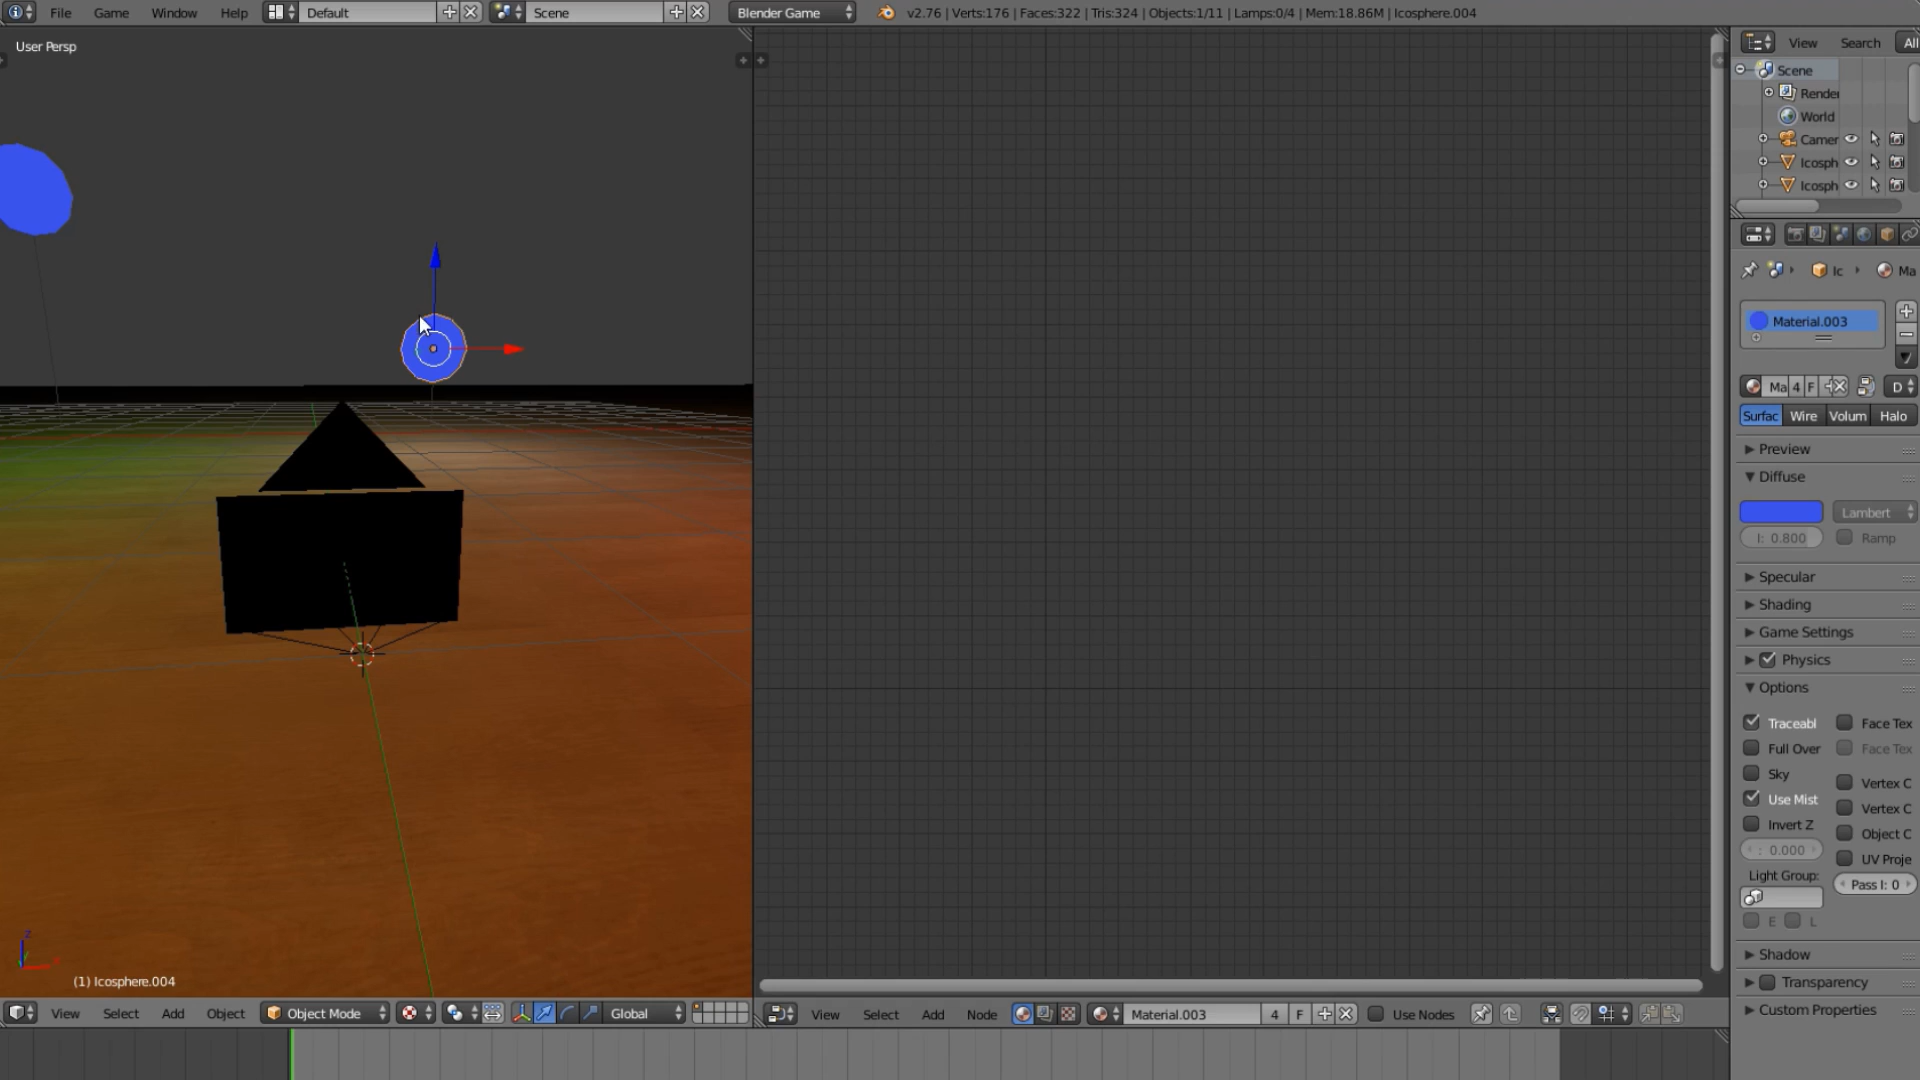 File Game Window Help Default Scene Blender Game v2.76 | Verts:176 | Faces:322 | Tris:324 | Objects:1/11 | Lamps:0/4 | Mem:18.86M | Icosphere.004
User Persp
(1) Icosphere.004
View Select Add Object Object Mode Global
View Select Add Node Material.003 4 F Use Nodes
View Search All
Scene
Render
World
Camer
Icosph
Icosph
Ic Ma
Material.003
Ma 4 F D
Surfac Wire Volum Halo
Preview
Diffuse
Lambert
I: 0.800 Ramp
Specular
Shading
Game Settings
Physics
Options
Traceabl Face Tex
Full Over Face Tex
Sky Vertex C
Use Mist Vertex C
Invert Z Object C
: 0.000 UV Proje
Light Group: Pass I: 0
E L
Shadow
Transparency
Custom Properties